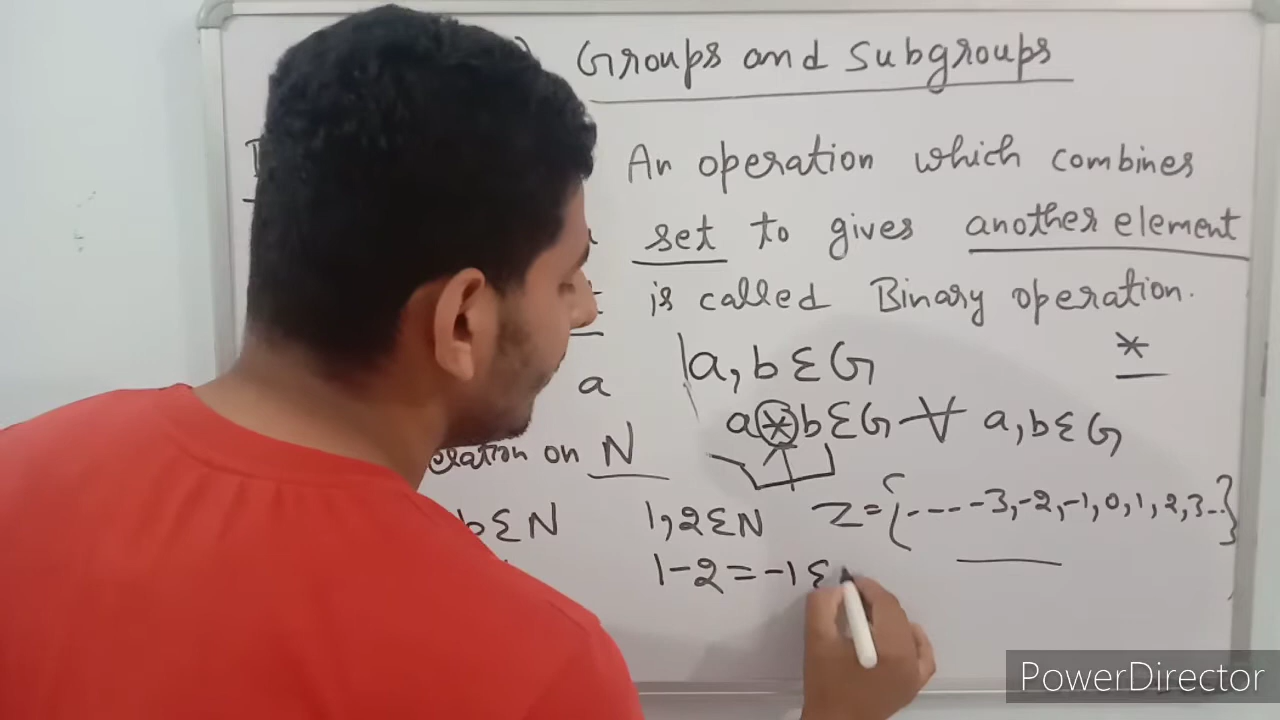 Groups and Subgroups
An operation which combines
set to gives another element
is called Binary operation.
*
a |a, b ∈ G
a * b ∈ G ∀ a, b ∈ G
on N
b ∈ N 1, 2 ∈ N Z = {-----3, -2, -1, 0, 1, 2, 3..}
1 - 2 = -1 ∈
PowerDirector